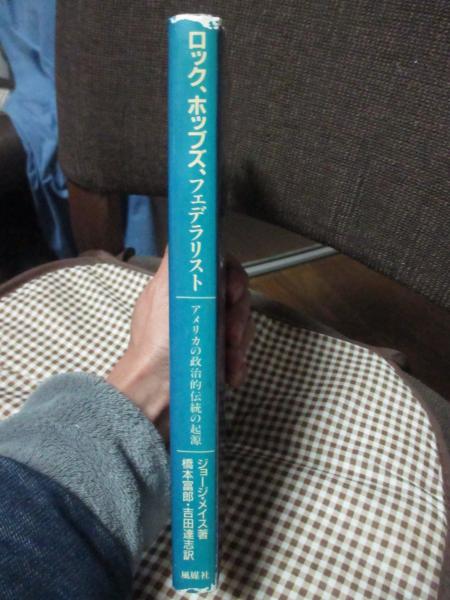 ロック、ホッブズ、フェデラリスト
アメリカの政治的伝統の起源
ジョージ・メイス著
橋本富郎・吉田達志訳
風媒社